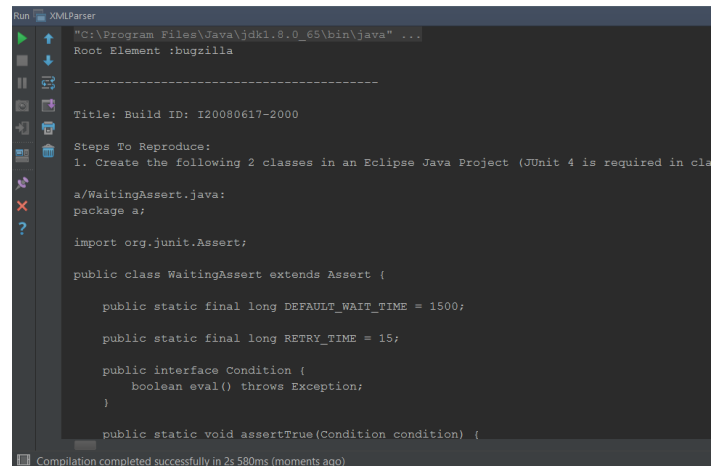 Run XMLParser
"C:\Program Files\Java\jdk1.8.0_65\bin\java" ...
Root Element :bugzilla
------------------------------------------
Title: Build ID: I20080617-2000
Steps To Reproduce:
1. Create the following 2 classes in an Eclipse Java Project (JUnit 4 is required in cla
a/WaitingAssert.java:
package a;
import org.junit.Assert;
public class WaitingAssert extends Assert {
    public static final long DEFAULT_WAIT_TIME = 1500;
    public static final long RETRY_TIME = 15;
    public interface Condition {
        boolean eval() throws Exception;
    }
    public static void assertTrue(Condition condition) {
Compilation completed successfully in 2s 580ms (moments ago)